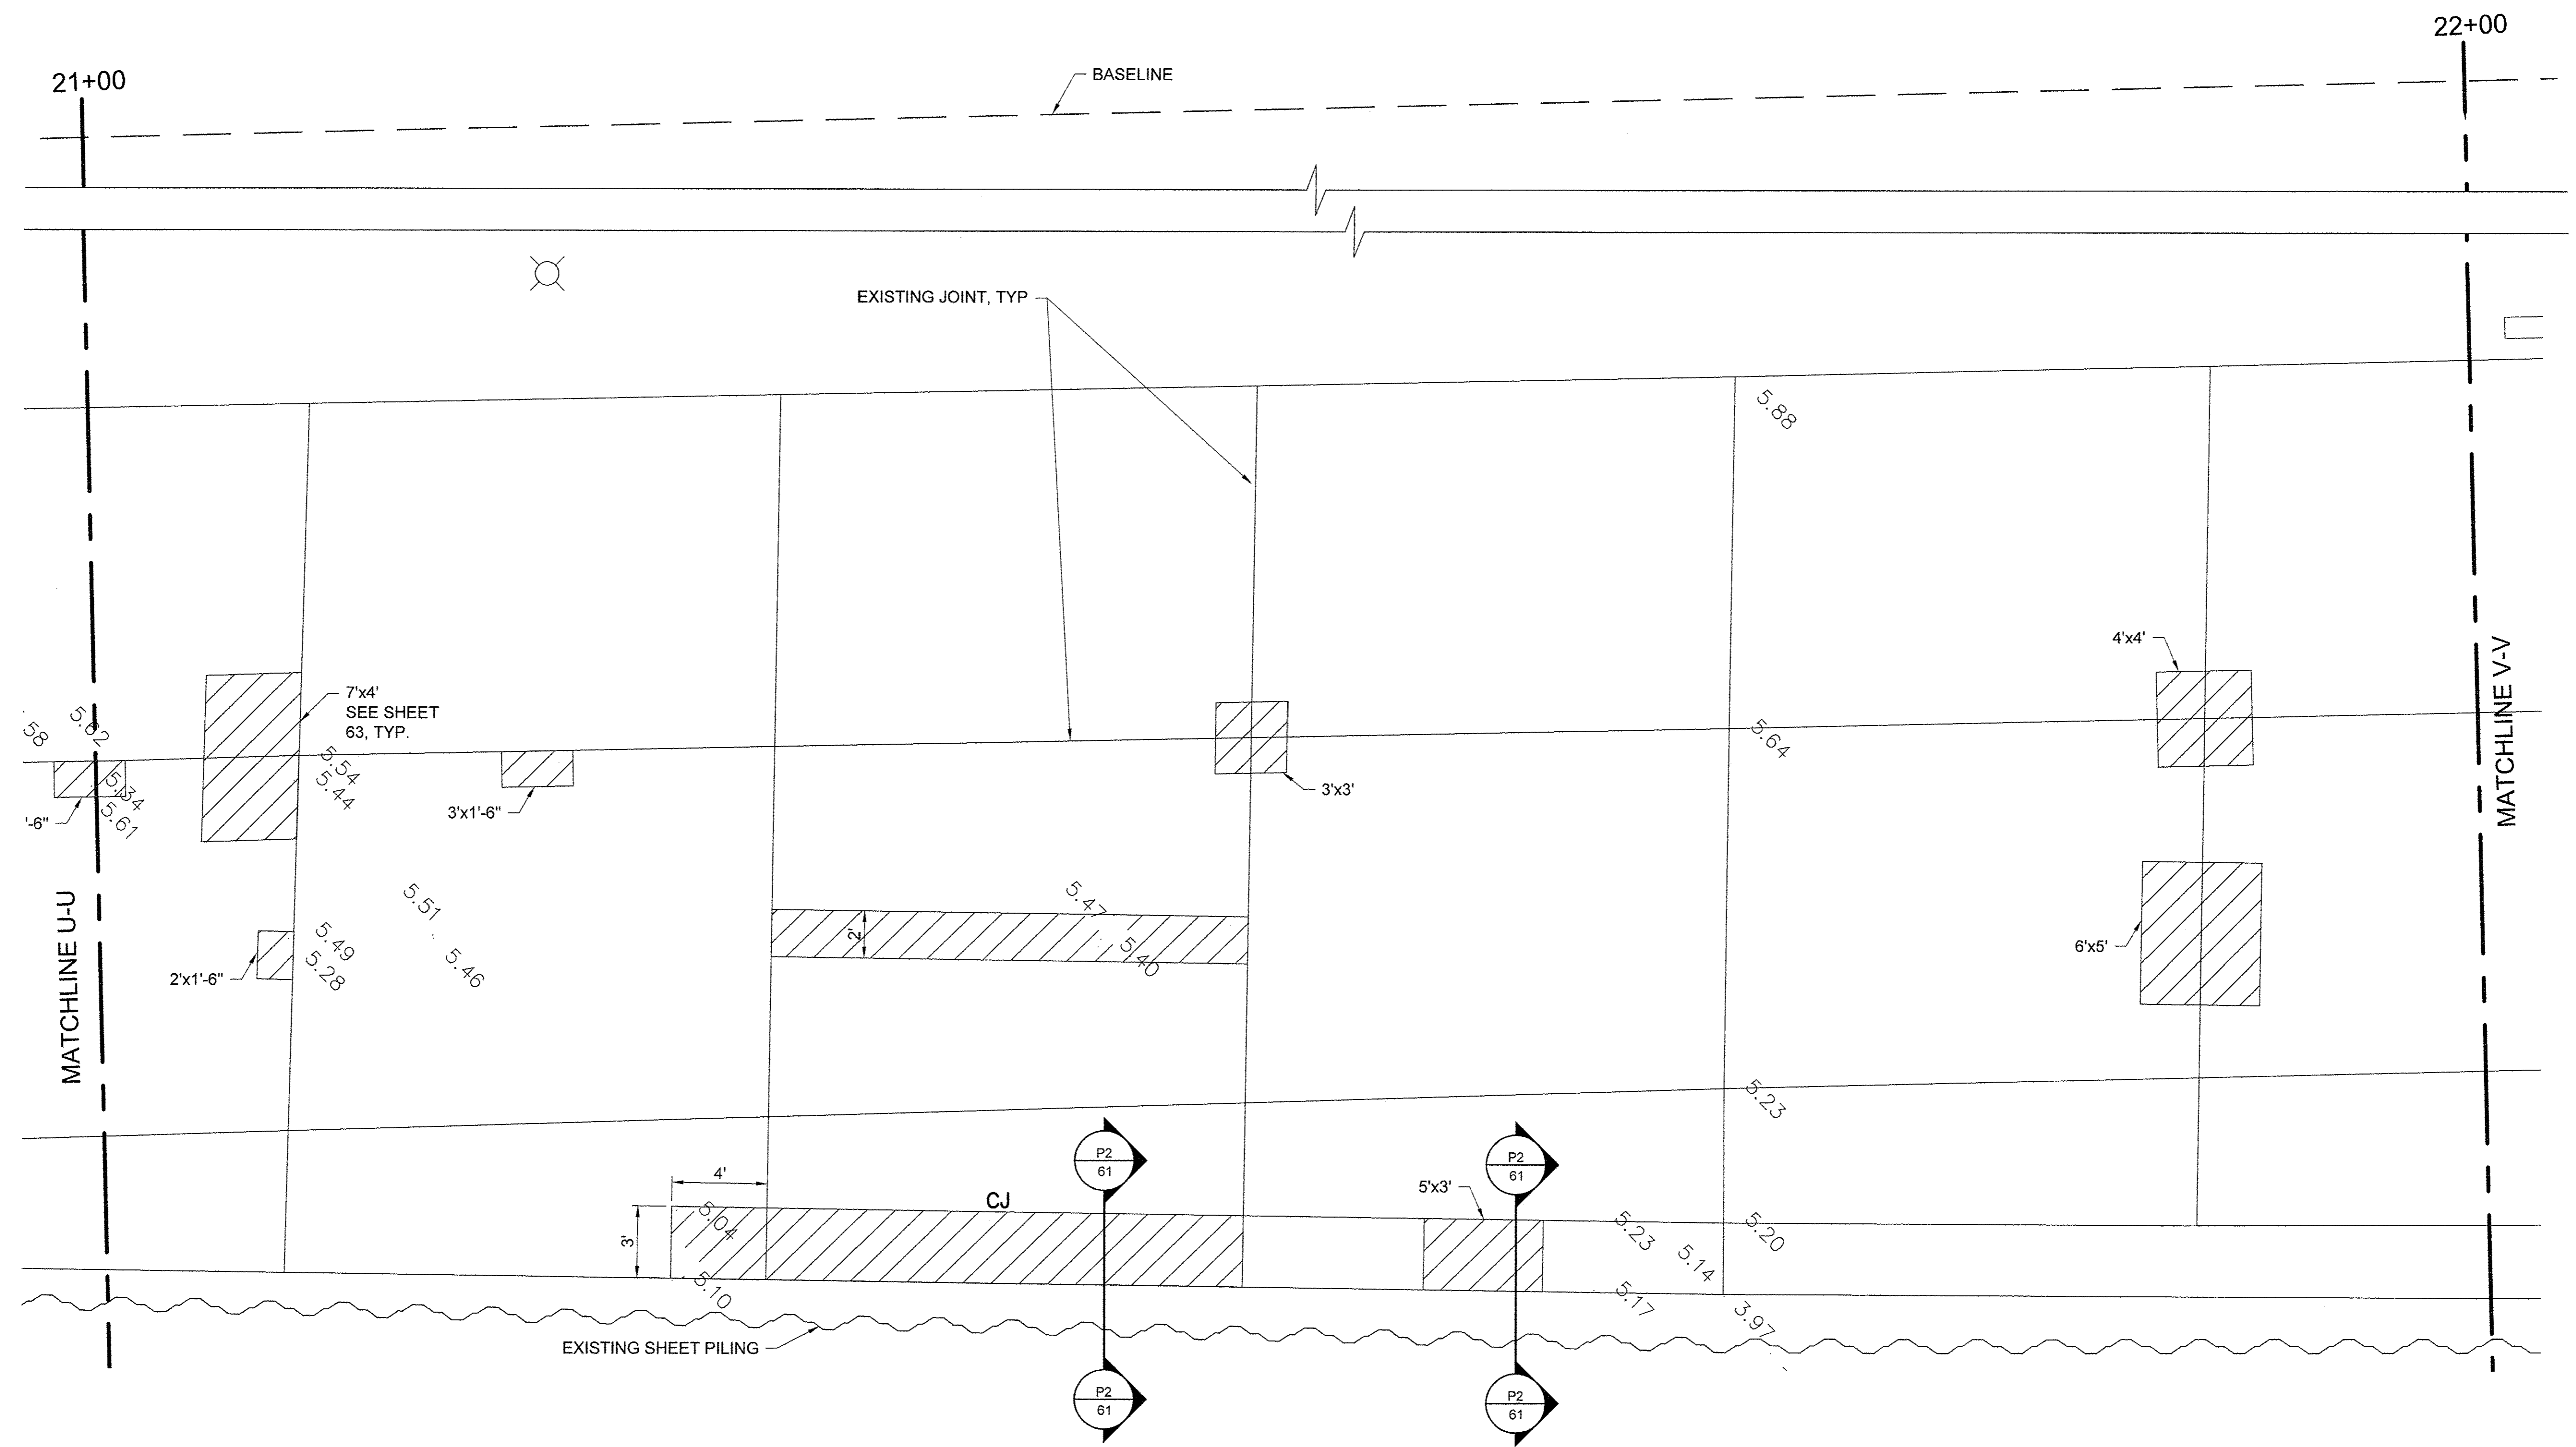 21+00
22+00
BASELINE
EXISTING JOINT, TYP
5.88
4'x4'
MATCHLINE V-V
7'x4'
SEE SHEET
63, TYP.
58
5.62
5.34
5.61
'-6"
5.54
5.44
3'x1'-6"
3'x3'
5.64
MATCHLINE U-U
5.51
5.49
5.28
5.46
2'x1'-6"
2'
5.47
5.40
6'x5'
5.23
P2
61
P2
61
4'
CJ
5'x3'
3'
5.04
5.10
5.23
5.20
5.14
5.17
3.97
EXISTING SHEET PILING
P2
61
P2
61